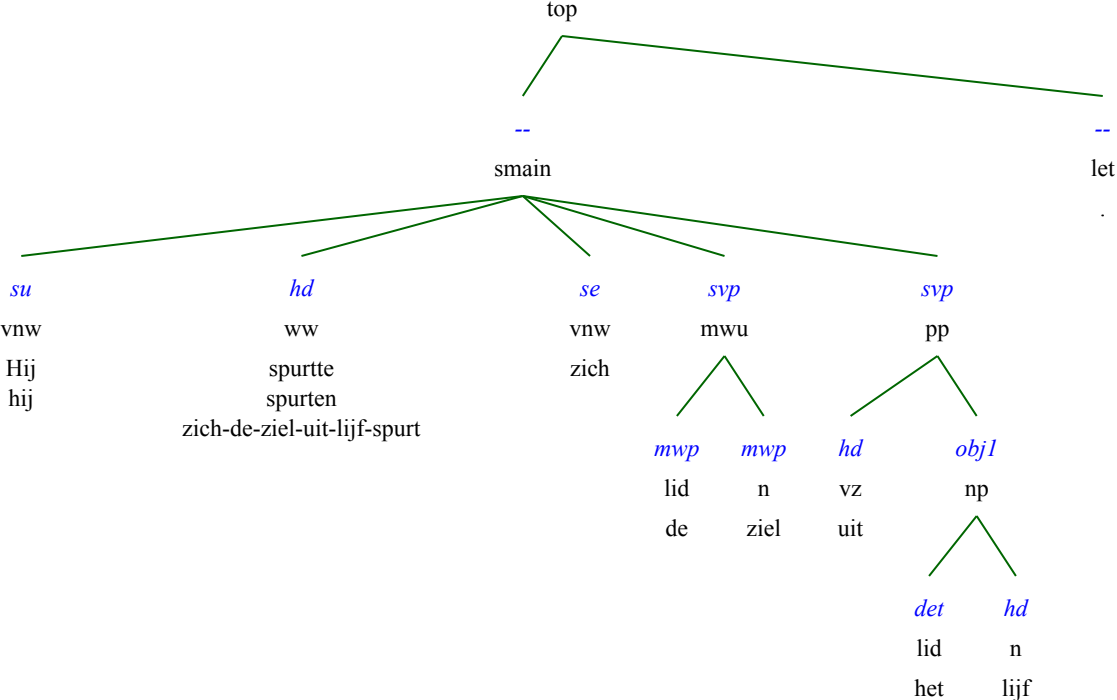 top
-- --
smain let
.
su hd se svp svp
vnw ww vnw mwu pp
Hij spurtte zich
hij spurten
zich-de-ziel-uit-lijf-spurt
mwp mwp hd obj1
lid n vz np
de ziel uit
det hd
lid n
het lijf